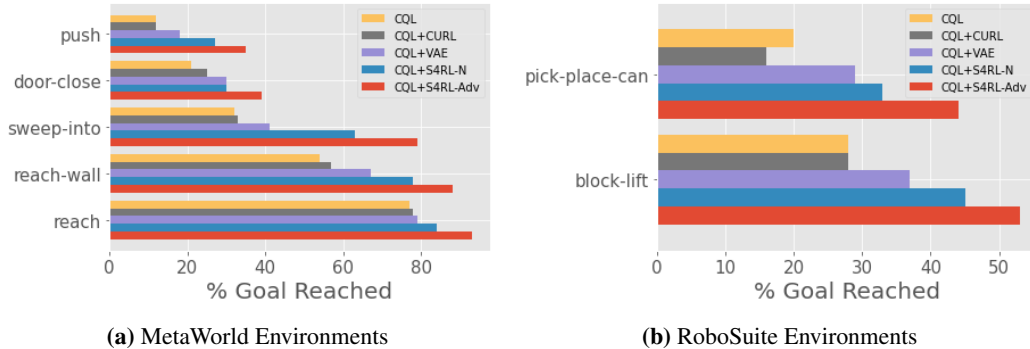 push
door-close
sweep-into
reach-wall
reach
CQL
CQL+CURL
CQL+VAE
CQL+S4RL-N
CQL+S4RL-Adv
0 20 40 60 80
% Goal Reached
(a) MetaWorld Environments
pick-place-can
block-lift
CQL
CQL+CURL
CQL+VAE
CQL+S4RL-N
CQL+S4RL-Adv
0 10 20 30 40 50
% Goal Reached
(b) RoboSuite Environments